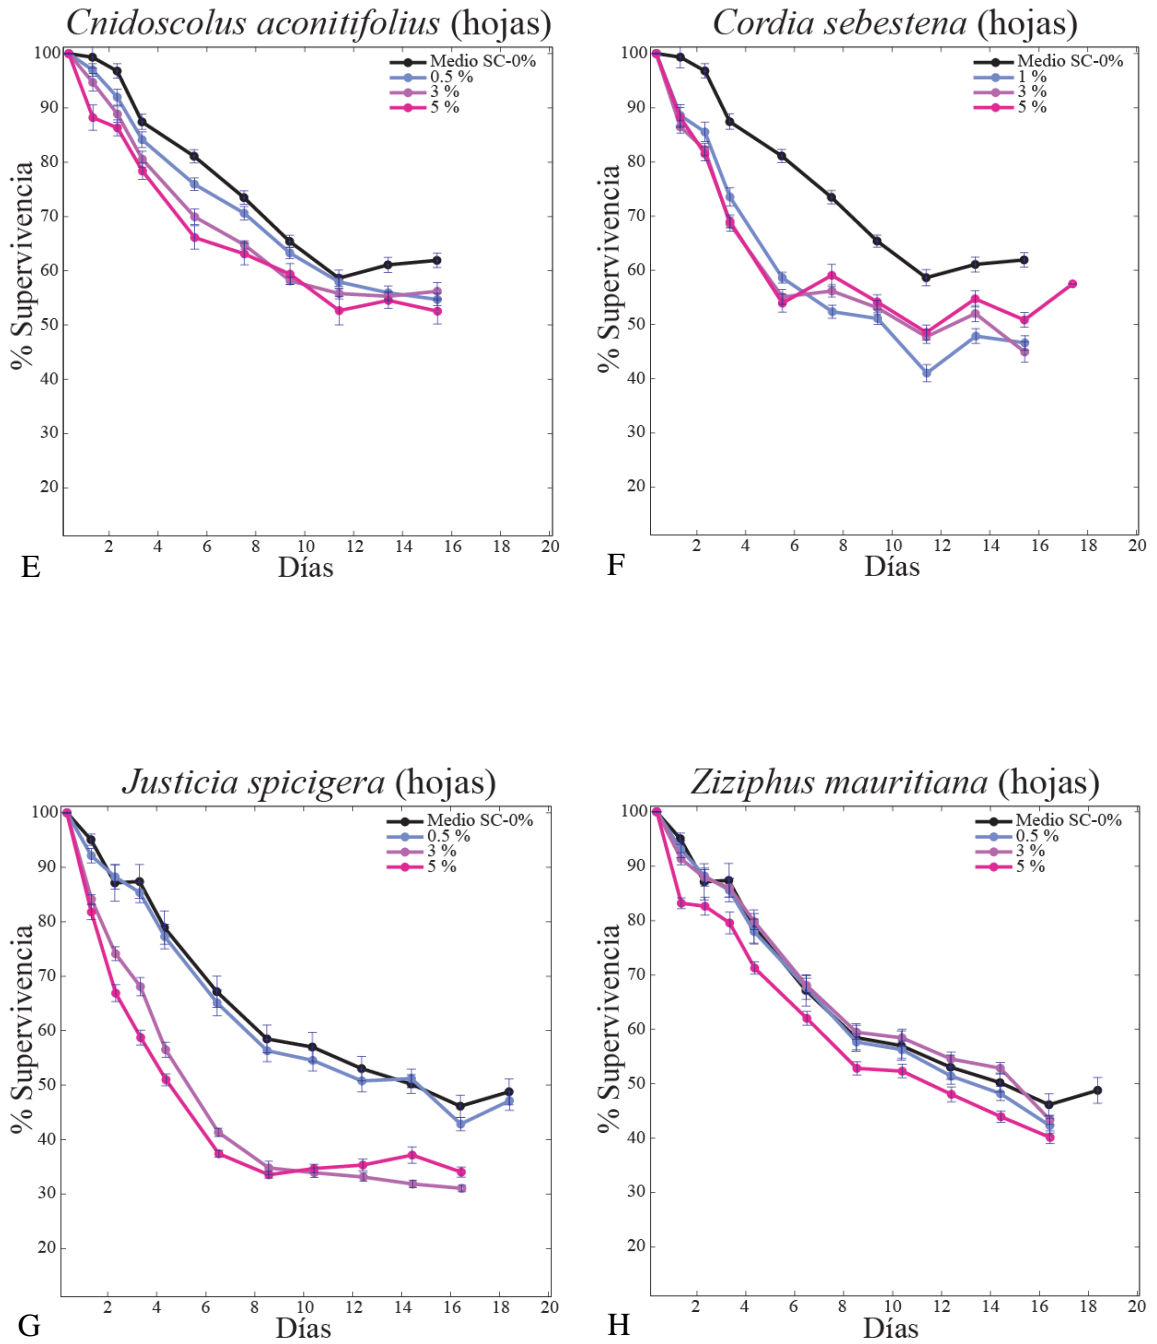 Cnidoscolus aconitifolius (hojas)
100
90
80
70
60
50
40
30
20
% Supervivencia
Medio SC-0%
0.5 %
3 %
5 %
2 4 6 8 10 12 14 16 18 20
Días
E
Cordia sebestena (hojas)
100
90
80
70
60
50
40
30
20
% Supervivencia
Medio SC-0%
1 %
3 %
5 %
2 4 6 8 10 12 14 16 18 20
Días
F
Justicia spicigera (hojas)
100
90
80
70
60
50
40
30
20
% Supervivencia
Medio SC-0%
0.5 %
3 %
5 %
2 4 6 8 10 12 14 16 18 20
Días
G
Ziziphus mauritiana (hojas)
100
90
80
70
60
50
40
30
20
% Supervivencia
Medio SC-0%
0.5 %
3 %
5 %
2 4 6 8 10 12 14 16 18 20
Días
H